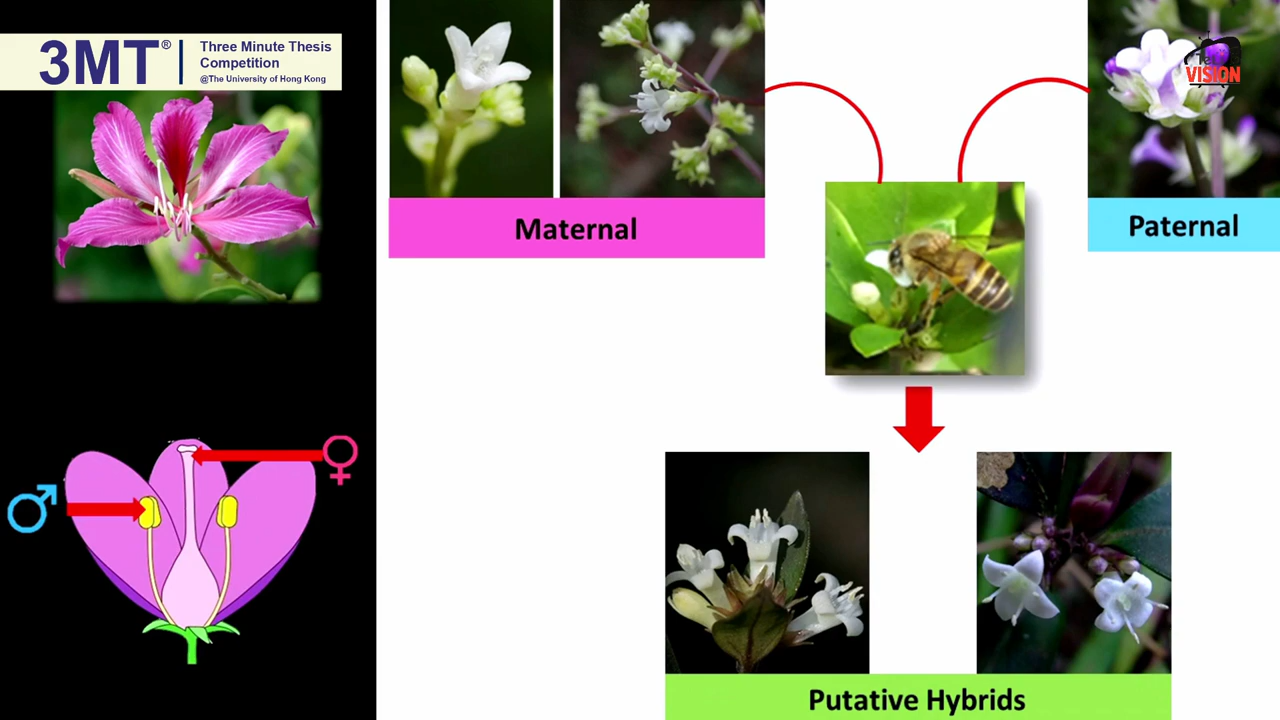 3MT®
Three Minute Thesis
Competition
@The University of Hong Kong
VISION
Maternal
Paternal
Putative Hybrids